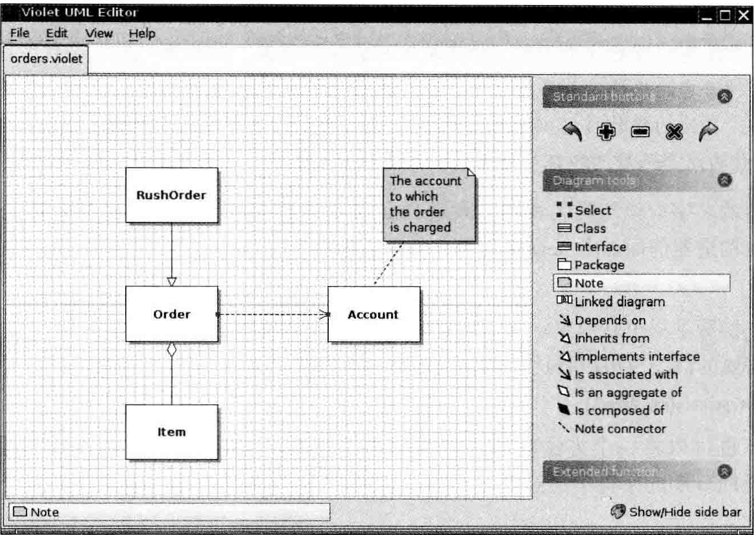 Violet UML Editor
File Edit View Help
orders.violet
Standard buttons
RushOrder
The account
to which
the order
is charged
Diagram tools
Select
Class
Interface
Package
Note
Linked diagram
Depends on
Inherits from
Implements interface
Is associated with
Is an aggregate of
Is composed of
Note connector
Order
Account
Item
Extended functions
Note
Show/Hide side bar